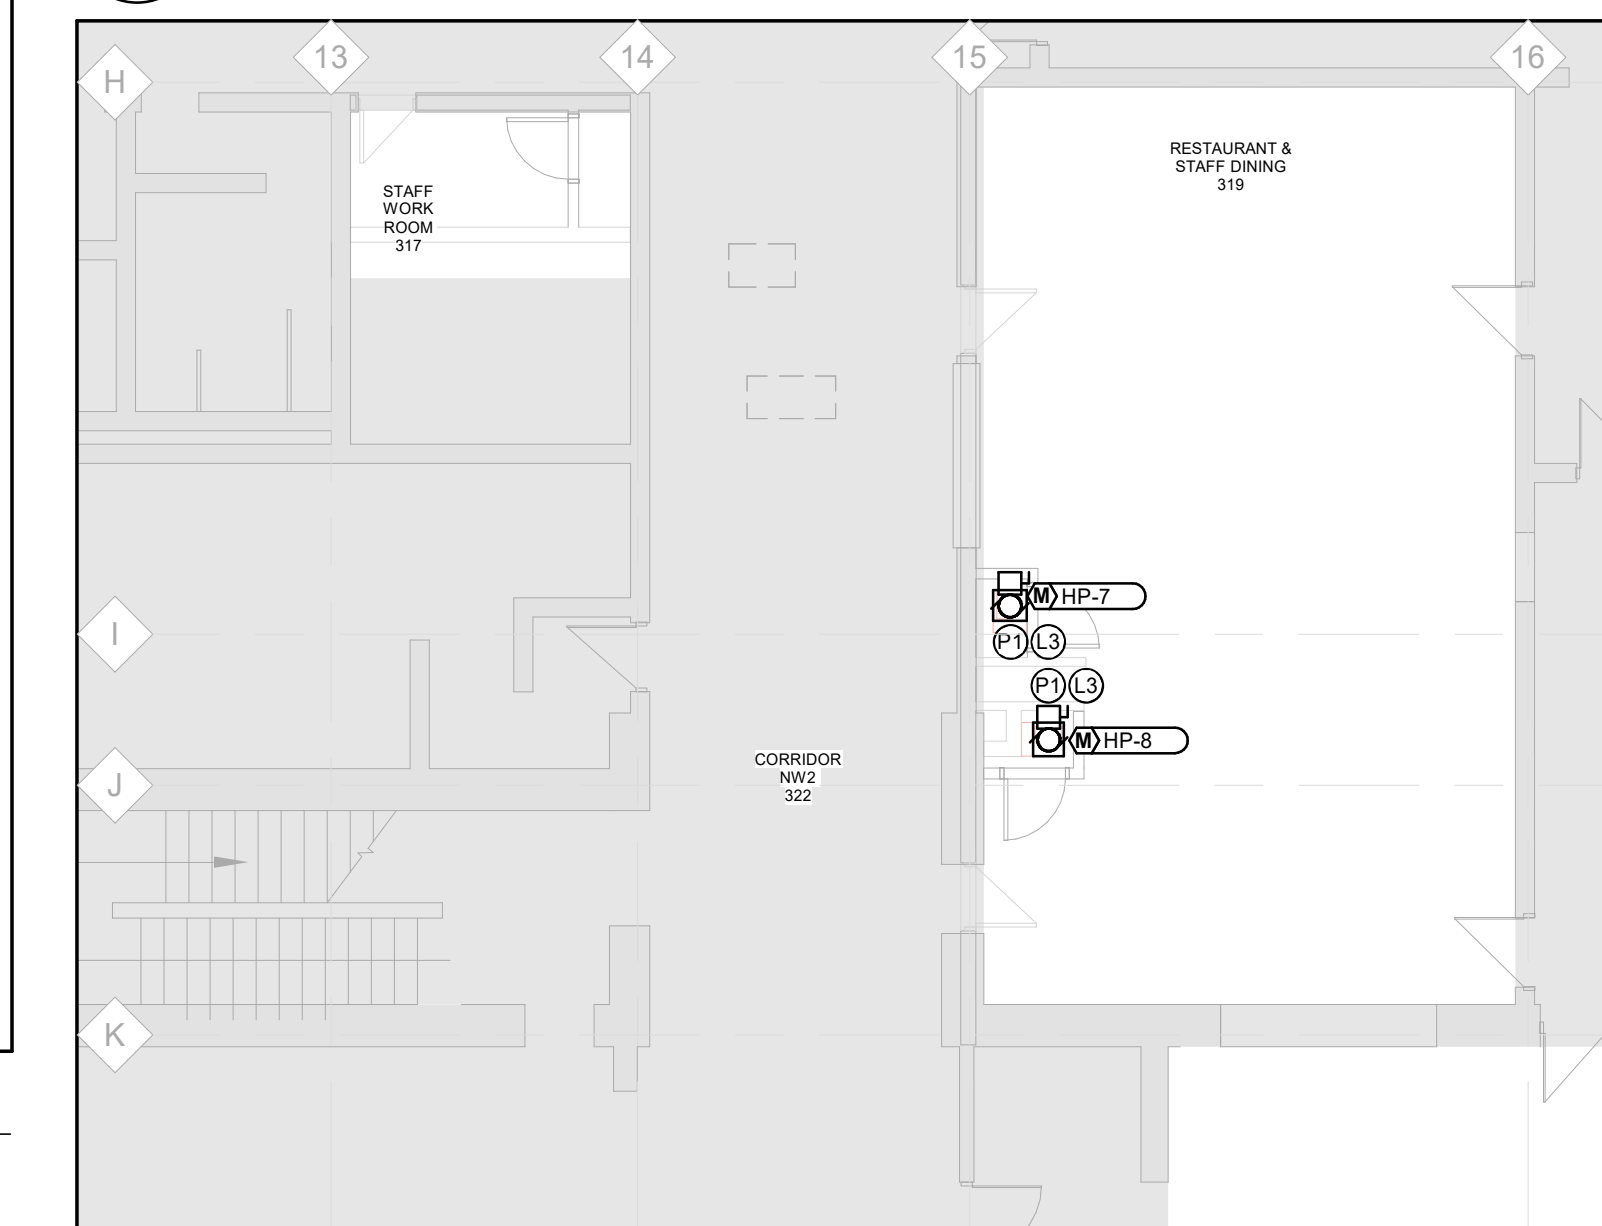 13
14
15
16
H
RESTAURANT &
STAFF DINING
319
STAFF
WORK
ROOM
317
M HP-7
I
P1 L3
P1 L3
M HP-8
CORRIDOR
NW2
322
J
K